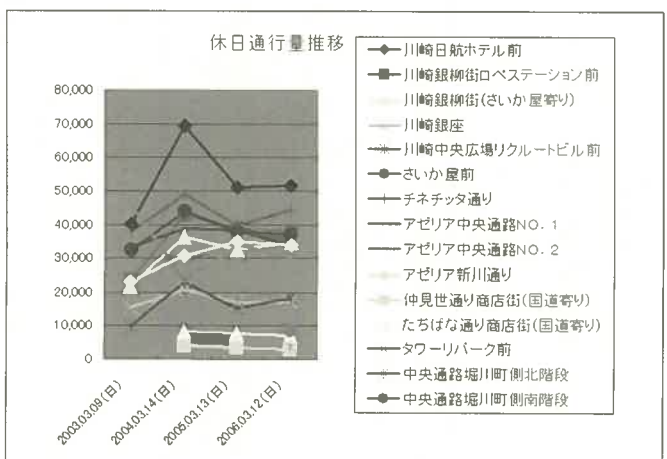 休日通行量推移
80,000
70,000
60,000
50,000
40,000
30,000
20,000
10,000
0
2003.03.09(日)
2004.03.14(日)
2005.03.13(日)
2006.03.12(日)
川崎日航ホテル前
川崎銀柳街ロペステーション前
川崎銀柳街(さいか屋寄り)
川崎銀座
川崎中央広場リクルートビル前
さいか屋前
チネチッタ通り
アゼリア中央通路NO.1
アゼリア中央通路NO.2
アゼリア新川通り
仲見世通り商店街(国道寄り)
たちばな通り商店街(国道寄り)
タワーリパーク前
中央通路堀川町側北階段
中央通路堀川町側南階段